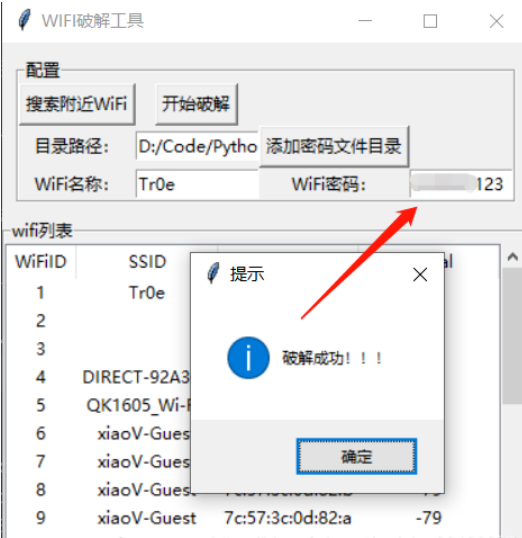 WIFI破解工具
配置
搜索附近WiFi 开始破解
目录路径： D:/Code/Pytho 添加密码文件目录
WiFi名称： Tr0e WiFi密码： 123
wifi列表
WiFiID SSID al
1 Tr0e
2
3
4 DIRECT-92A3
5 QK1605_Wi-F
6 xiaoV-Gues
7 xiaoV-Gues
8 xiaoV-Guest
9 xiaoV-Guest 7c:57:3c:0d:82:a -79
提示
破解成功！！！
确定